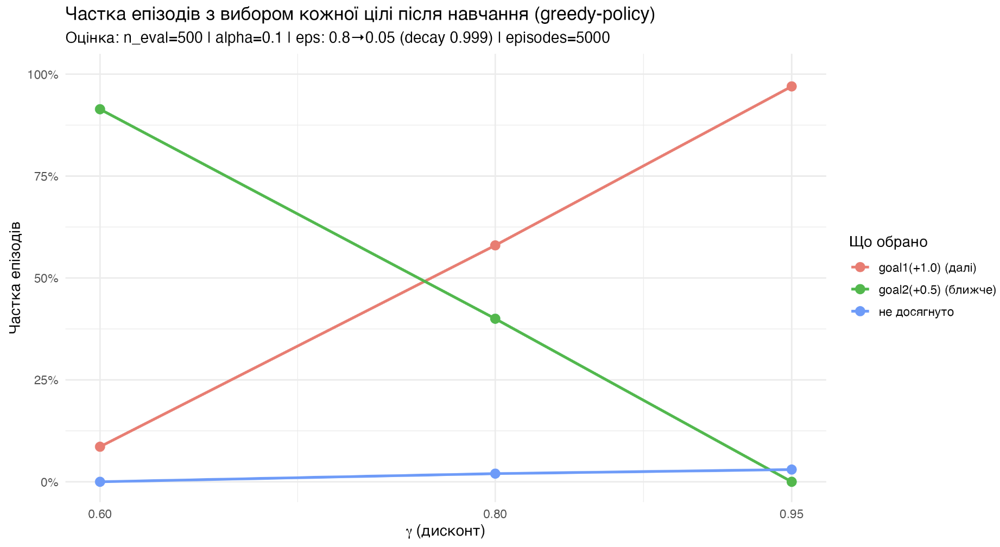 Частка епізодів з вибором кожної цілі після навчання (greedy-policy)
Оцінка: n_eval=500 | alpha=0.1 | eps: 0.8→0.05 (decay 0.999) | episodes=5000
Частка епізодів
100%
75%
50%
25%
0%
0.60
0.80
0.95
γ (дисконт)
Що обрано
goal1(+1.0) (далі)
goal2(+0.5) (ближче)
не досягнуто